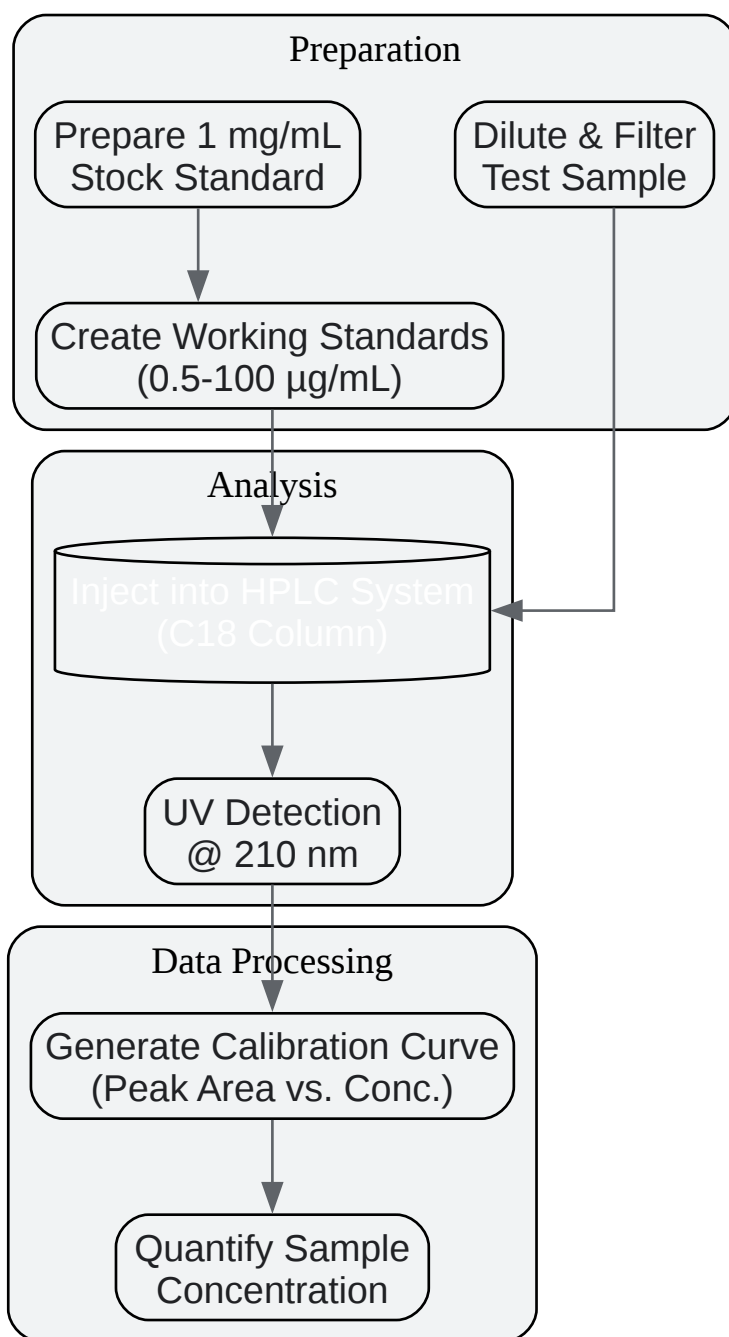 Preparation
Prepare 1 mg/mL
Stock Standard
Dilute & Filter
Test Sample
Create Working Standards
(0.5-100 µg/mL)
Analysis
Inject into HPLC System
(C18 Column)
UV Detection
@ 210 nm
Data Processing
Generate Calibration Curve
(Peak Area vs. Conc.)
Quantify Sample
Concentration